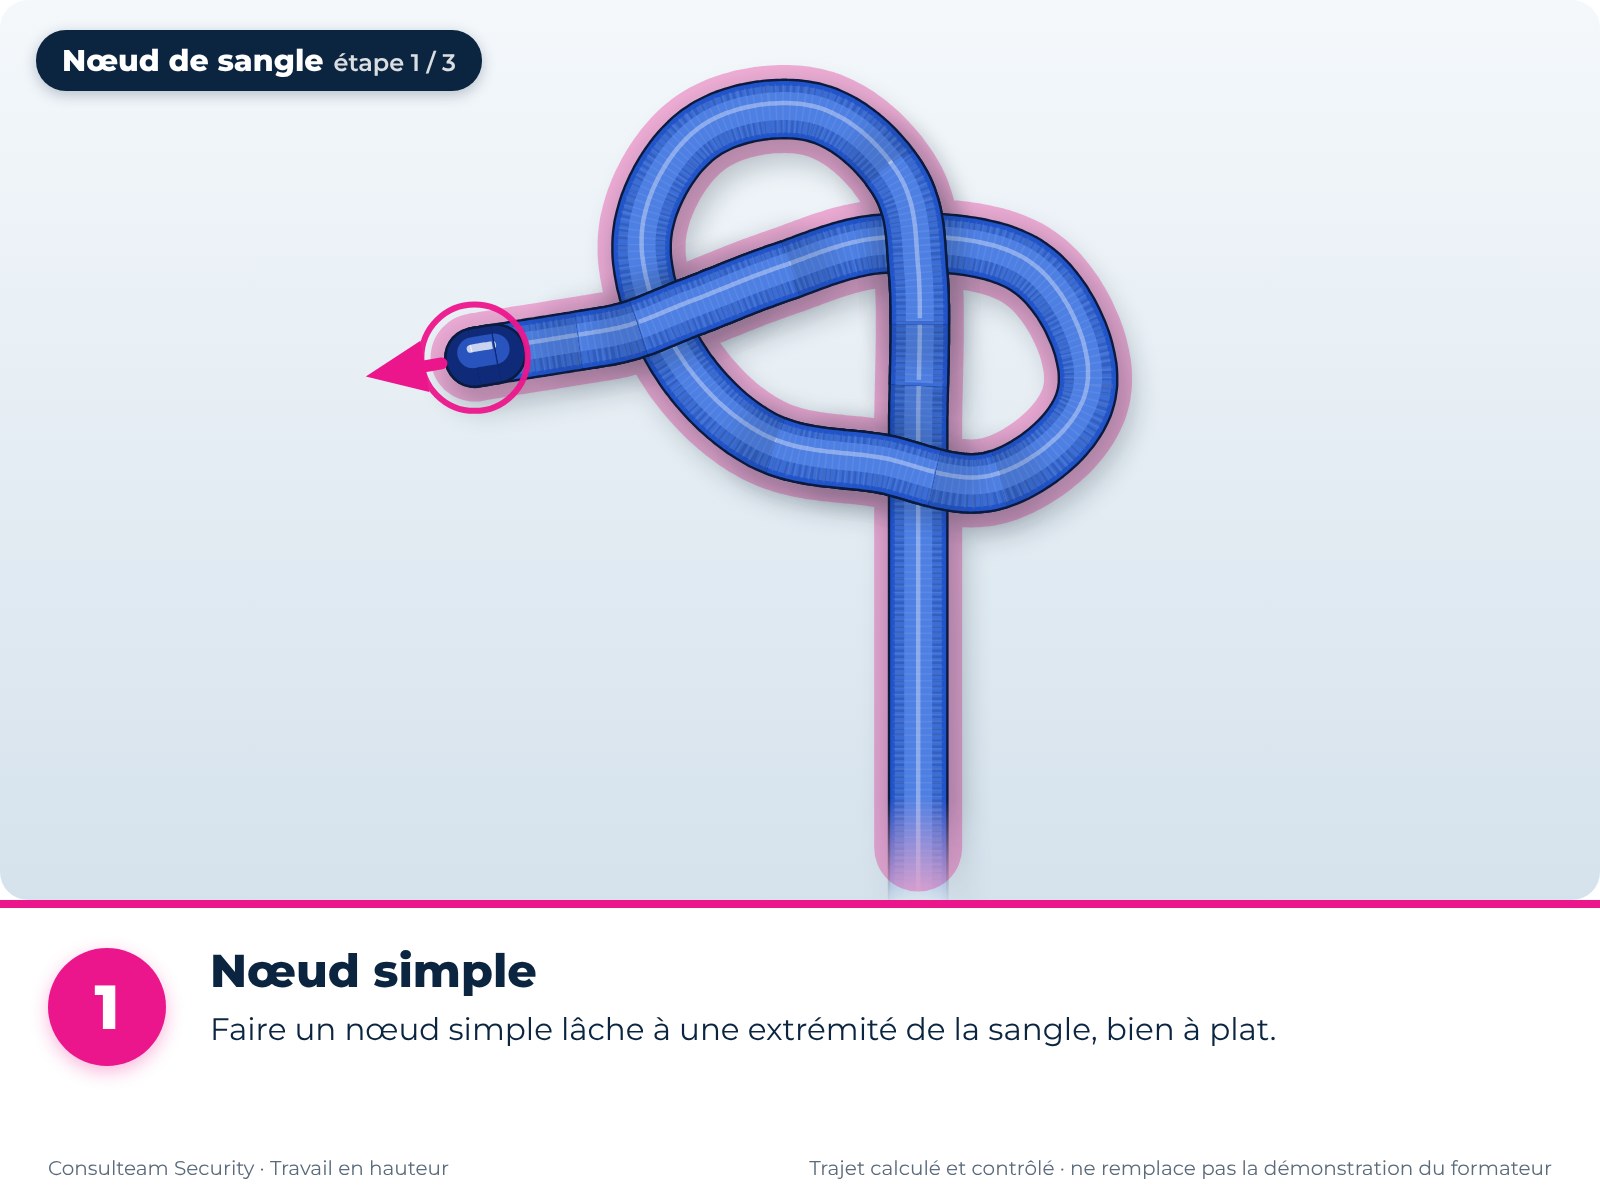 Nœud de sangle étape 1 / 3
1
Nœud simple
Faire un nœud simple lâche à une extrémité de la sangle, bien à plat.
Consulteam Security · Travail en hauteur
Trajet calculé et contrôlé · ne remplace pas la démonstration du formateur